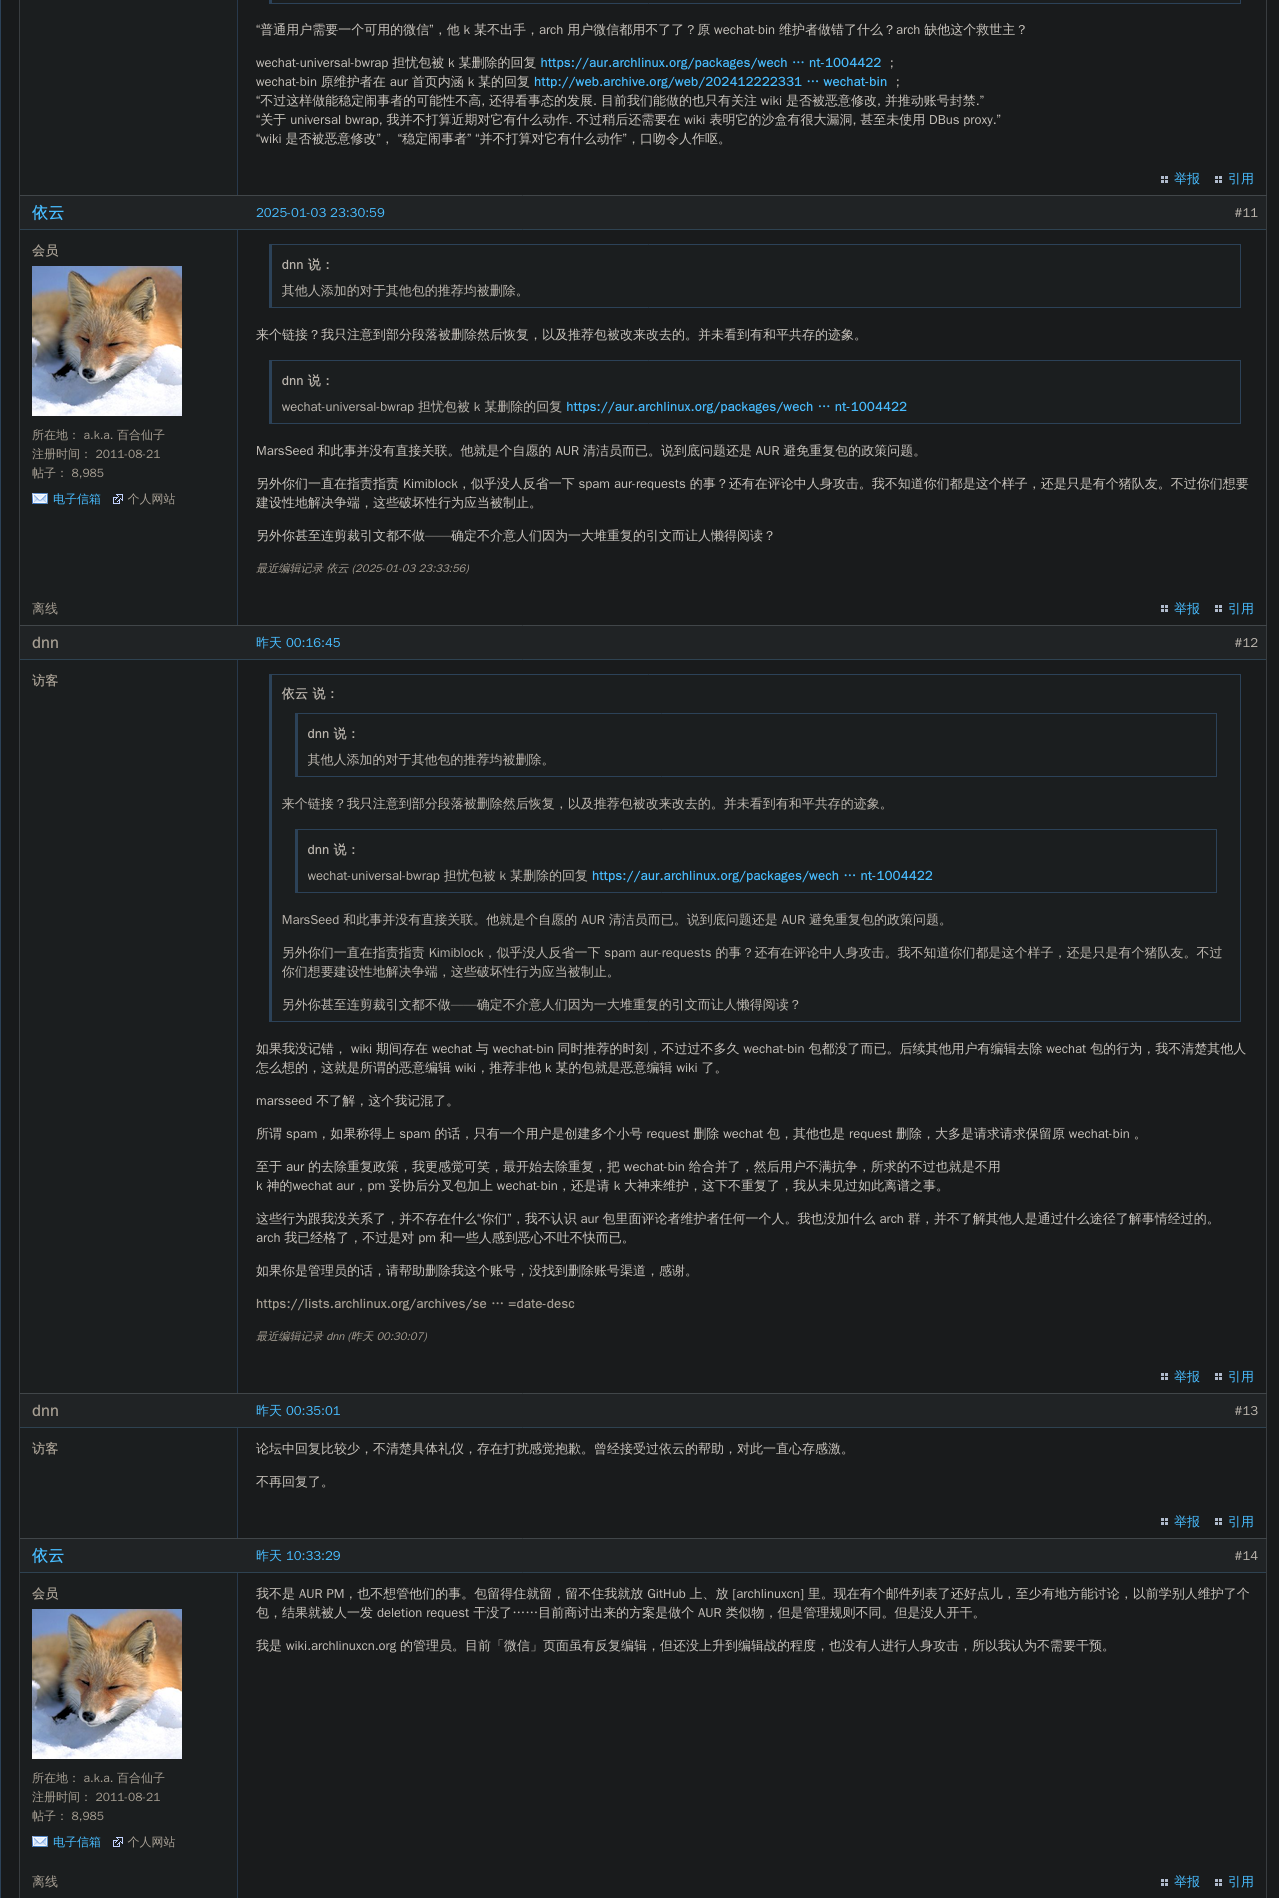 “普通用户需要一个可用的微信”，他 k 某不出手，arch 用户微信都用不了了？原 wechat-bin 维护者做错了什么？arch 缺他这个救世主？
wechat-universal-bwrap 担忧包被 k 某删除的回复 https://aur.archlinux.org/packages/wech … nt-1004422 ；
wechat-bin 原维护者在 aur 首页内涵 k 某的回复 http://web.archive.org/web/202412222331 … wechat-bin ；
“不过这样做能稳定闹事者的可能性不高, 还得看事态的发展. 目前我们能做的也只有关注 wiki 是否被恶意修改, 并推动账号封禁.”
“关于 universal bwrap, 我并不打算近期对它有什么动作. 不过稍后还需要在 wiki 表明它的沙盒有很大漏洞, 甚至未使用 DBus proxy.”
“wiki 是否被恶意修改”， “稳定闹事者” “并不打算对它有什么动作”，口吻令人作呕。
举报 引用
依云 2025-01-03 23:30:59 #11
会员
dnn 说：
其他人添加的对于其他包的推荐均被删除。
来个链接？我只注意到部分段落被删除然后恢复，以及推荐包被改来改去的。并未看到有和平共存的迹象。
dnn 说：
wechat-universal-bwrap 担忧包被 k 某删除的回复 https://aur.archlinux.org/packages/wech … nt-1004422
所在地： a.k.a. 百合仙子
注册时间： 2011-08-21
帖子： 8,985
电子信箱 个人网站
MarsSeed 和此事并没有直接关联。他就是个自愿的 AUR 清洁员而已。说到底问题还是 AUR 避免重复包的政策问题。
另外你们一直在指责指责 Kimiblock，似乎没人反省一下 spam aur-requests 的事？还有在评论中人身攻击。我不知道你们都是这个样子，还是只是有个猪队友。不过你们想要
建设性地解决争端，这些破坏性行为应当被制止。
另外你甚至连剪裁引文都不做——确定不介意人们因为一大堆重复的引文而让人懒得阅读？
最近编辑记录 依云 (2025-01-03 23:33:56)
离线 举报 引用
dnn 昨天 00:16:45 #12
访客
依云 说：
dnn 说：
其他人添加的对于其他包的推荐均被删除。
来个链接？我只注意到部分段落被删除然后恢复，以及推荐包被改来改去的。并未看到有和平共存的迹象。
dnn 说：
wechat-universal-bwrap 担忧包被 k 某删除的回复 https://aur.archlinux.org/packages/wech … nt-1004422
MarsSeed 和此事并没有直接关联。他就是个自愿的 AUR 清洁员而已。说到底问题还是 AUR 避免重复包的政策问题。
另外你们一直在指责指责 Kimiblock，似乎没人反省一下 spam aur-requests 的事？还有在评论中人身攻击。我不知道你们都是这个样子，还是只是有个猪队友。不过
你们想要建设性地解决争端，这些破坏性行为应当被制止。
另外你甚至连剪裁引文都不做——确定不介意人们因为一大堆重复的引文而让人懒得阅读？
如果我没记错， wiki 期间存在 wechat 与 wechat-bin 同时推荐的时刻，不过过不多久 wechat-bin 包都没了而已。后续其他用户有编辑去除 wechat 包的行为，我不清楚其他人
怎么想的，这就是所谓的恶意编辑 wiki，推荐非他 k 某的包就是恶意编辑 wiki 了。
marsseed 不了解，这个我记混了。
所谓 spam，如果称得上 spam 的话，只有一个用户是创建多个小号 request 删除 wechat 包，其他也是 request 删除，大多是请求请求保留原 wechat-bin 。
至于 aur 的去除重复政策，我更感觉可笑，最开始去除重复，把 wechat-bin 给合并了，然后用户不满抗争，所求的不过也就是不用
k 神的wechat aur，pm 妥协后分叉包加上 wechat-bin，还是请 k 大神来维护，这下不重复了，我从未见过如此离谱之事。
这些行为跟我没关系了，并不存在什么“你们”，我不认识 aur 包里面评论者维护者任何一个人。我也没加什么 arch 群，并不了解其他人是通过什么途径了解事情经过的。
arch 我已经格了，不过是对 pm 和一些人感到恶心不吐不快而已。
如果你是管理员的话，请帮助删除我这个账号，没找到删除账号渠道，感谢。
https://lists.archlinux.org/archives/se … =date-desc
最近编辑记录 dnn (昨天 00:30:07)
举报 引用
dnn 昨天 00:35:01 #13
访客
论坛中回复比较少，不清楚具体礼仪，存在打扰感觉抱歉。曾经接受过依云的帮助，对此一直心存感激。
不再回复了。
举报 引用
依云 昨天 10:33:29 #14
会员
我不是 AUR PM，也不想管他们的事。包留得住就留，留不住我就放 GitHub 上、放 [archlinuxcn] 里。现在有个邮件列表了还好点儿，至少有地方能讨论，以前学别人维护了个
包，结果就被人一发 deletion request 干没了……目前商讨出来的方案是做个 AUR 类似物，但是管理规则不同。但是没人开干。
我是 wiki.archlinuxcn.org 的管理员。目前「微信」页面虽有反复编辑，但还没上升到编辑战的程度，也没有人进行人身攻击，所以我认为不需要干预。
所在地： a.k.a. 百合仙子
注册时间： 2011-08-21
帖子： 8,985
电子信箱 个人网站
离线 举报 引用